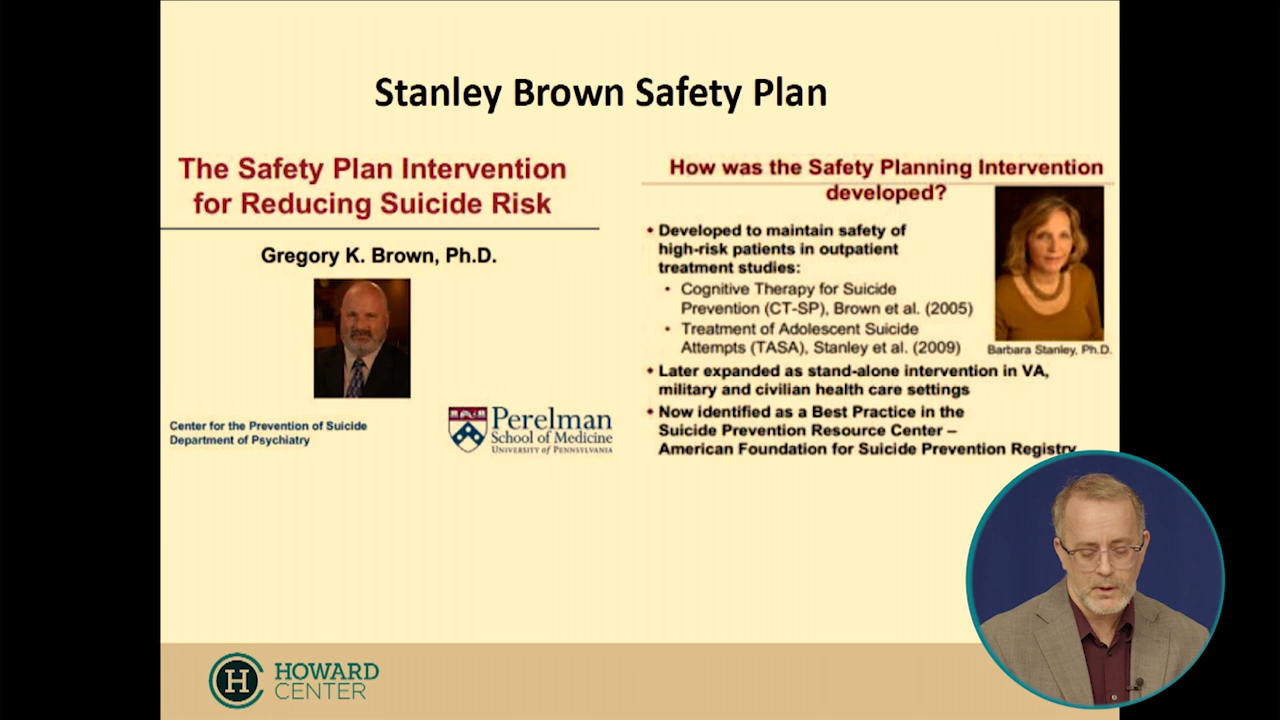 Stanley Brown Safety Plan
The Safety Plan Intervention
for Reducing Suicide Risk
Gregory K. Brown, Ph.D.
Center for the Prevention of Suicide
Department of Psychiatry
Perelman
School of Medicine
University of Pennsylvania
How was the Safety Planning Intervention
developed?
• Developed to maintain safety of
high-risk patients in outpatient
treatment studies:
• Cognitive Therapy for Suicide
Prevention (CT-SP), Brown et al. (2005)
• Treatment of Adolescent Suicide
Attempts (TASA), Stanley et al. (2009)
Barbara Stanley, Ph.D.
• Later expanded as stand-alone intervention in VA,
military and civilian health care settings
• Now identified as a Best Practice in the
Suicide Prevention Resource Center –
American Foundation for Suicide Prevention Registry
H
HOWARD
CENTER